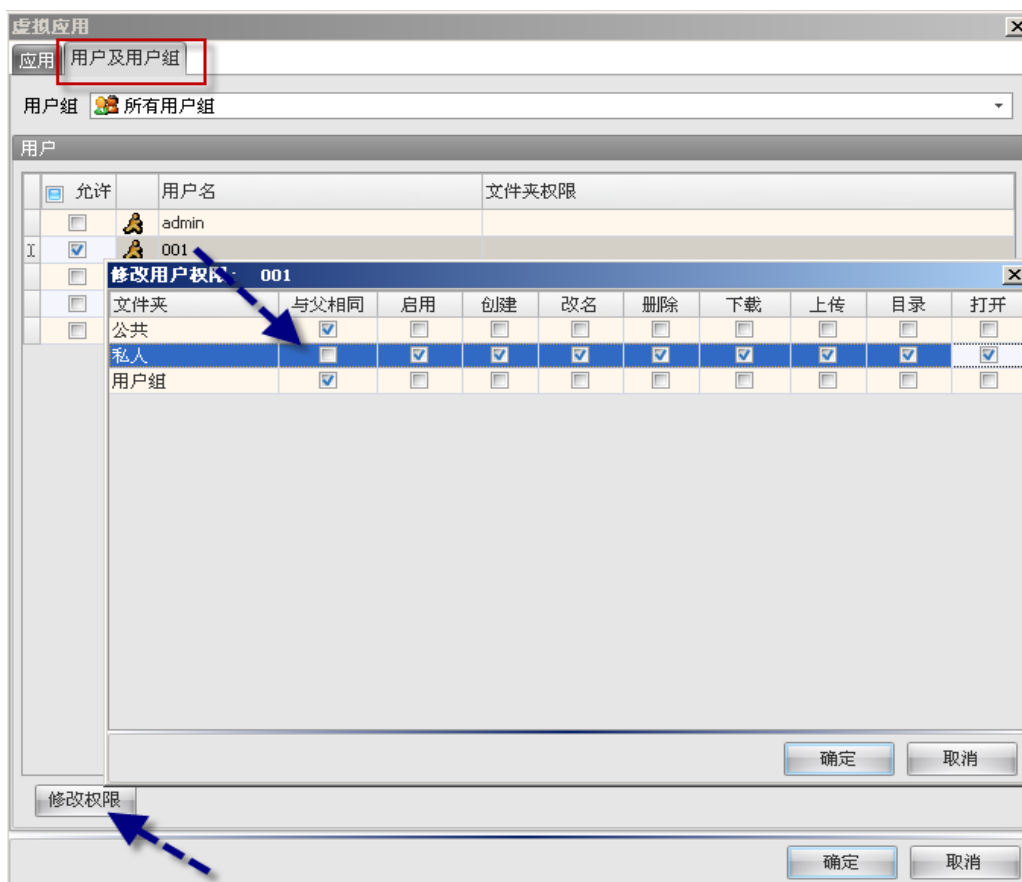 虚拟应用
应用 用户及用户组
用户组 所有用户组
用户
允许 用户名 文件夹权限
admin
001
修改用户权限: 001
文件夹 与父相同 启用 创建 改名 删除 下载 上传 目录 打开
公共
私人
用户组
确定 取消
修改权限
确定 取消